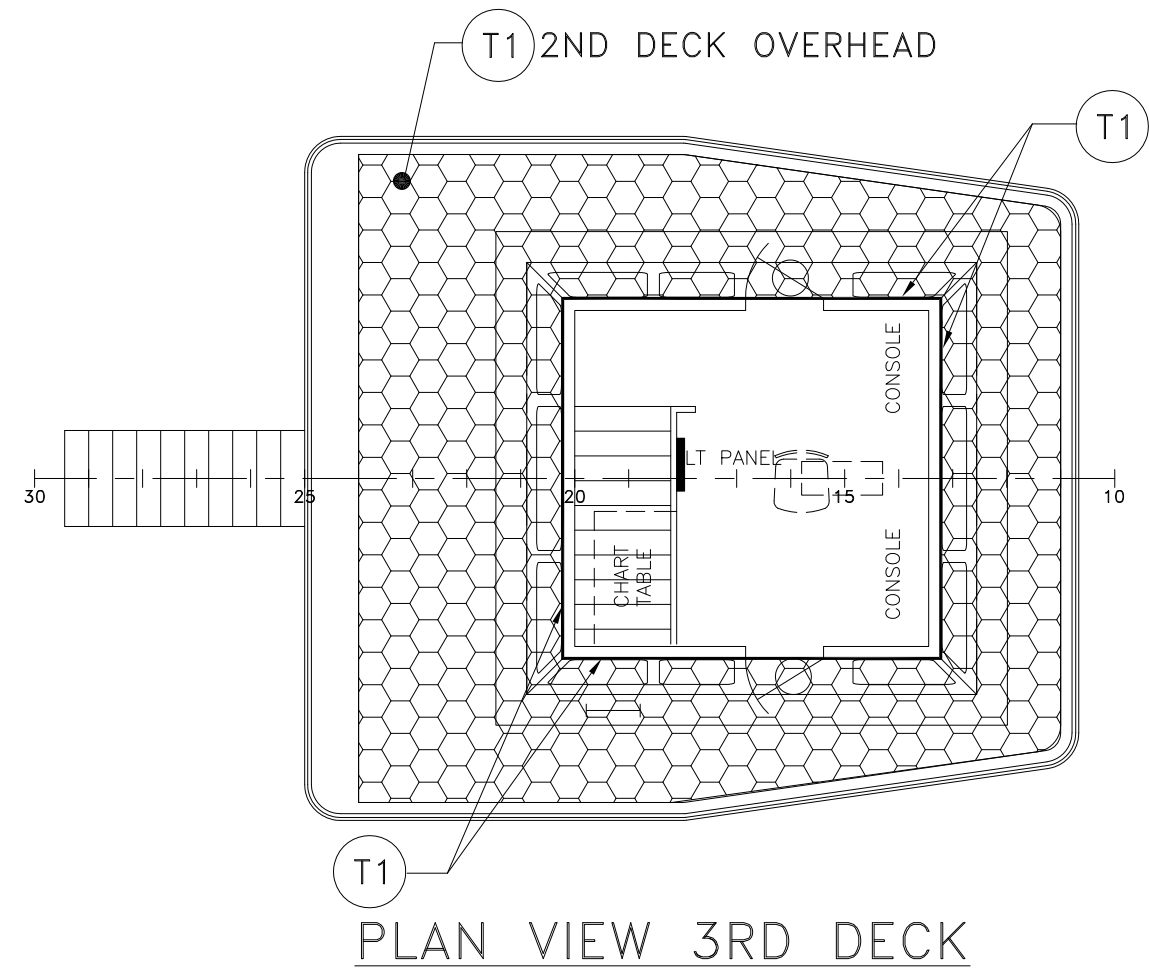 T1 2ND DECK OVERHEAD
T1
CONSOLE
LT PANEL
30
25
20
15
10
CHART
TABLE
CONSOLE
T1
PLAN VIEW 3RD DECK